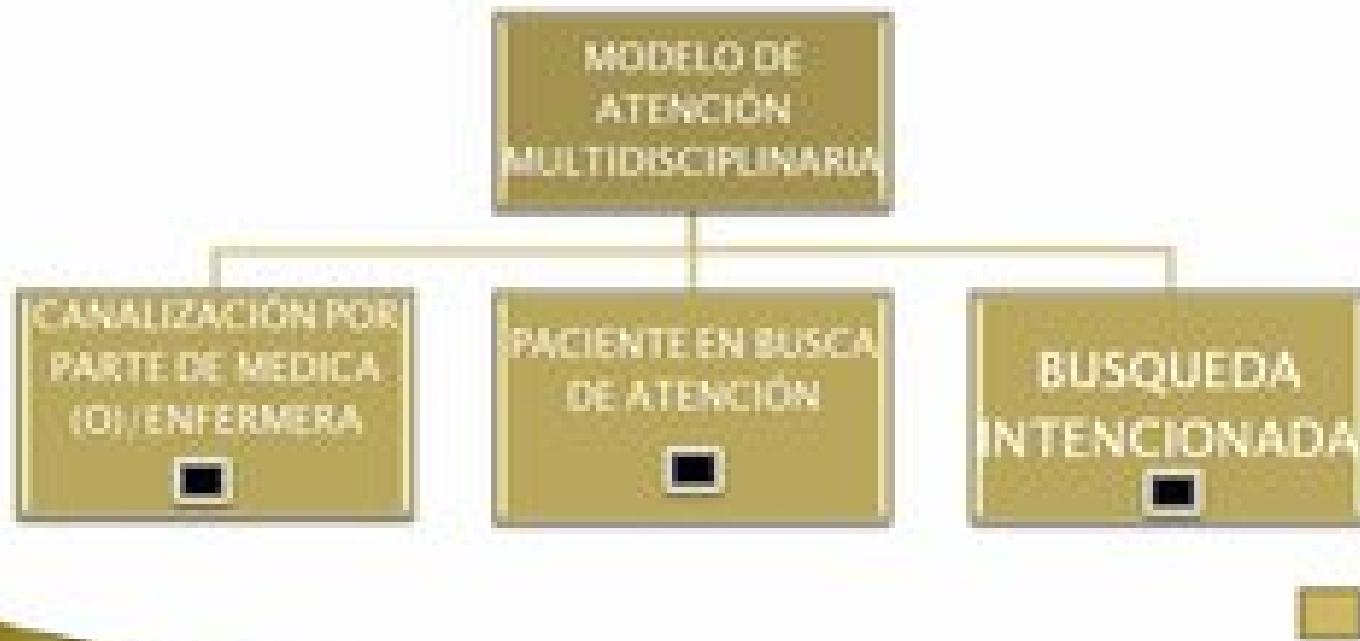 MODELO DE
ATENCIÓN
MULTIDISCIPLINARIA
CANALIZACIÓN POR
PARTE DE MEDICA
(O)/ENFERMERA
PACIENTE EN BUSCA
DE ATENCIÓN
BUSQUEDA
INTENCIONADA